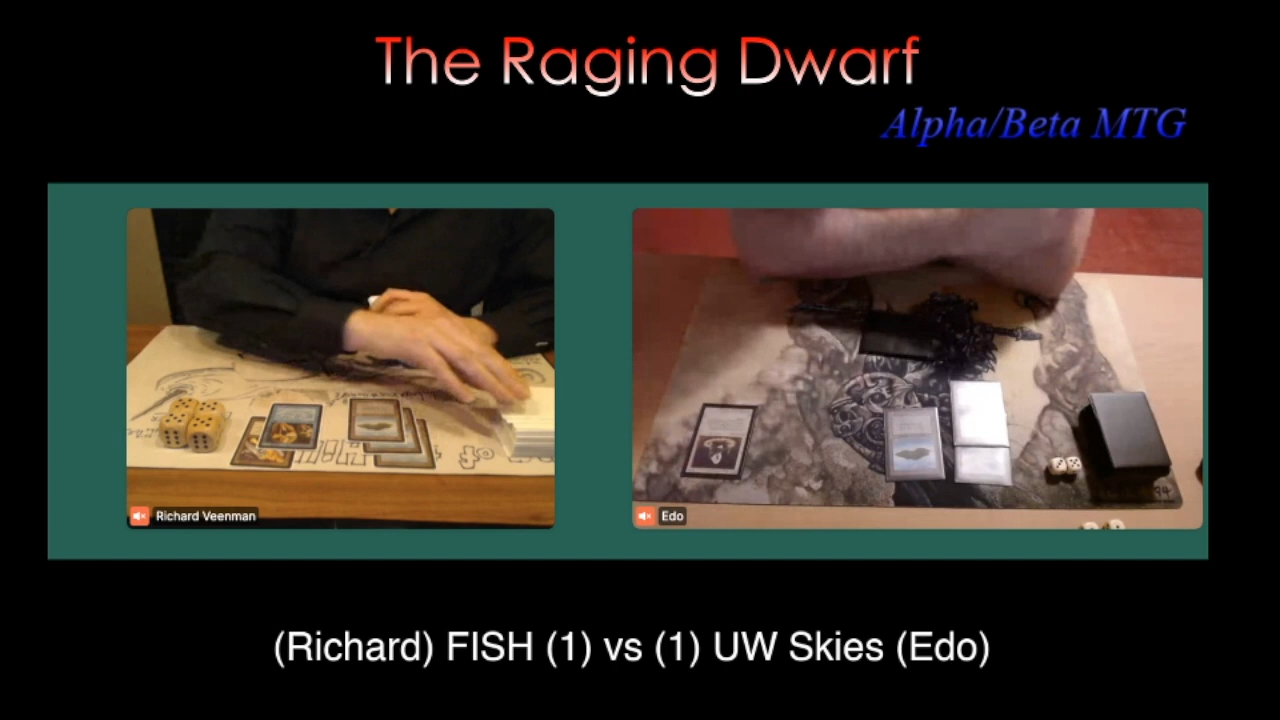 The Raging Dwarf
Alpha/Beta MTG
Richard Veenman
Edo
(Richard) FISH (1) vs (1) UW Skies (Edo)